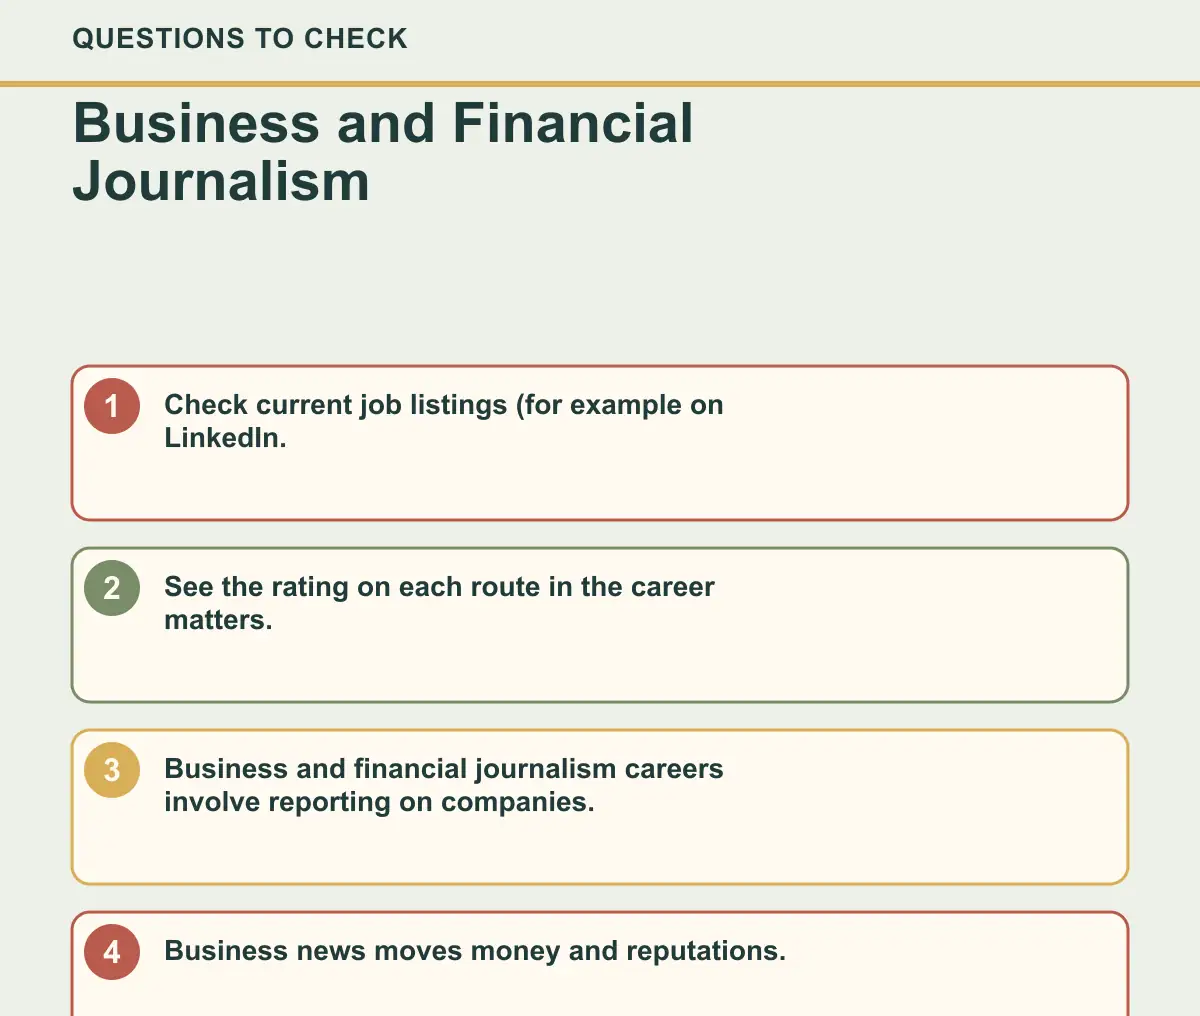 QUESTIONS TO CHECK
Business and Financial
Journalism
1
Check current job listings (for example on
LinkedIn.
2
See the rating on each route in the career
matters.
3
Business and financial journalism careers
involve reporting on companies.
4
Business news moves money and reputations.